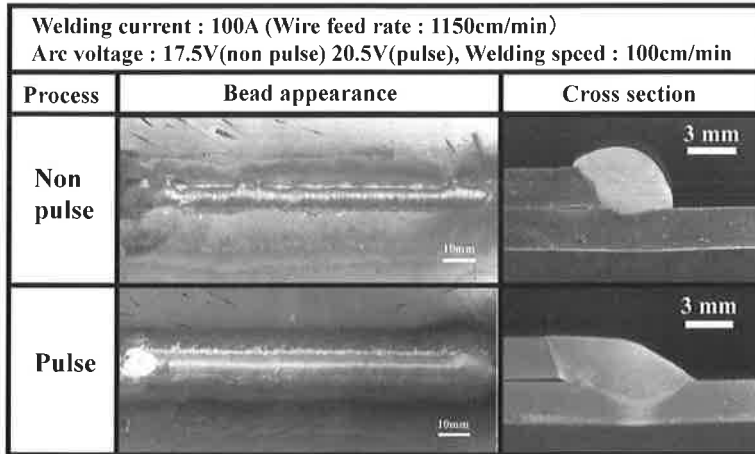 Welding current : 100A (Wire feed rate : 1150cm/min)
Arc voltage : 17.5V(non pulse) 20.5V(pulse), Welding speed : 100cm/min
Process Bead appearance Cross section
Non
pulse
10mm
3 mm
Pulse
10mm
3 mm